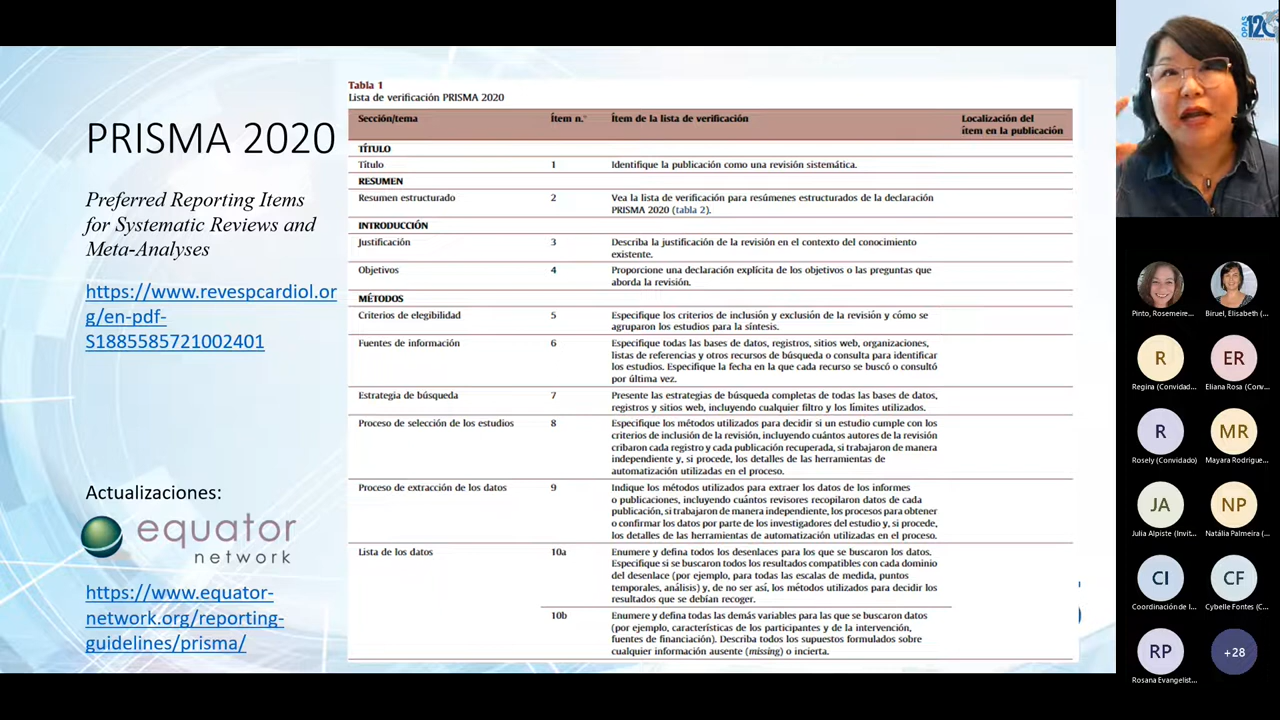 PRISMA 2020
Preferred Reporting Items
for Systematic Reviews and
Meta-Analyses
https://www.revespcardiol.or
g/en-pdf-
S1885585721002401
Actualizaciones:
equator
network
https://www.equator-
network.org/reporting-
guidelines/prisma/
Tabla 1
Lista de verificación PRISMA 2020
Sección/tema Ítem n.° Ítem de la lista de verificación Localización del
ítem en la publicación
TÍTULO
Título 1 Identifique la publicación como una revisión sistemática.
RESUMEN
Resumen estructurado 2 Vea la lista de verificación para resúmenes estructurados de la declaración
PRISMA 2020 (tabla 2).
INTRODUCCIÓN
Justificación 3 Describa la justificación de la revisión en el contexto del conocimiento
existente.
Objetivos 4 Proporcione una declaración explícita de los objetivos o las preguntas que
aborda la revisión.
MÉTODOS
Criterios de elegibilidad 5 Especifique los criterios de inclusión y exclusión de la revisión y cómo se
agruparon los estudios para la síntesis.
Fuentes de información 6 Especifique todas las bases de datos, registros, sitios web, organizaciones,
listas de referencias y otros recursos de búsqueda o consulta para identificar
los estudios. Especifique la fecha en la que cada recurso se buscó o consultó
por última vez.
Estrategia de búsqueda 7 Presente las estrategias de búsqueda completas de todas las bases de datos,
registros y sitios web, incluyendo cualquier filtro y los límites utilizados.
Proceso de selección de los estudios 8 Especifique los métodos utilizados para decidir si un estudio cumple con los
criterios de inclusión de la revisión, incluyendo cuántos autores de la revisión
cribaron cada registro y cada publicación recuperada, si trabajaron de manera
independiente y, si procede, los detalles de las herramientas de
automatización utilizadas en el proceso.
Proceso de extracción de los datos 9 Indique los métodos utilizados para extraer los datos de los informes
o publicaciones, incluyendo cuántos revisores recopilaron datos de cada
publicación, si trabajaron de manera independiente, los procesos para obtener
o confirmar los datos por parte de los investigadores del estudio y, si procede,
los detalles de las herramientas de automatización utilizadas en el proceso.
Lista de los datos 10a Enumere y defina todos los desenlaces para los que se buscaron los datos.
Especifique si se buscaron todos los resultados compatibles con cada dominio
del desenlace (por ejemplo, para todas las escalas de medida, puntos
temporales, análisis) y, de no ser así, los métodos utilizados para decidir los
resultados que se debían recoger.
10b Enumere y defina todas las demás variables para las que se buscaron datos
(por ejemplo, características de los participantes y de la intervención,
fuentes de financiación). Describa todos los supuestos formulados sobre
cualquier información ausente (missing) o incierta.
OPAS 120
Pinto, Rosemeire... Biruel, Elisabeth (...
R ER
Regina (Convidad... Eliana Rosa (Conv...
R MR
Rosely (Convidado) Mayara Rodrigue...
JA NP
Julia Alpiste (Invit... Natália Palmeira (...
CI CF
Coordinación de I... Cybelle Fontes (C...
RP +28
Rosana Evangelist...